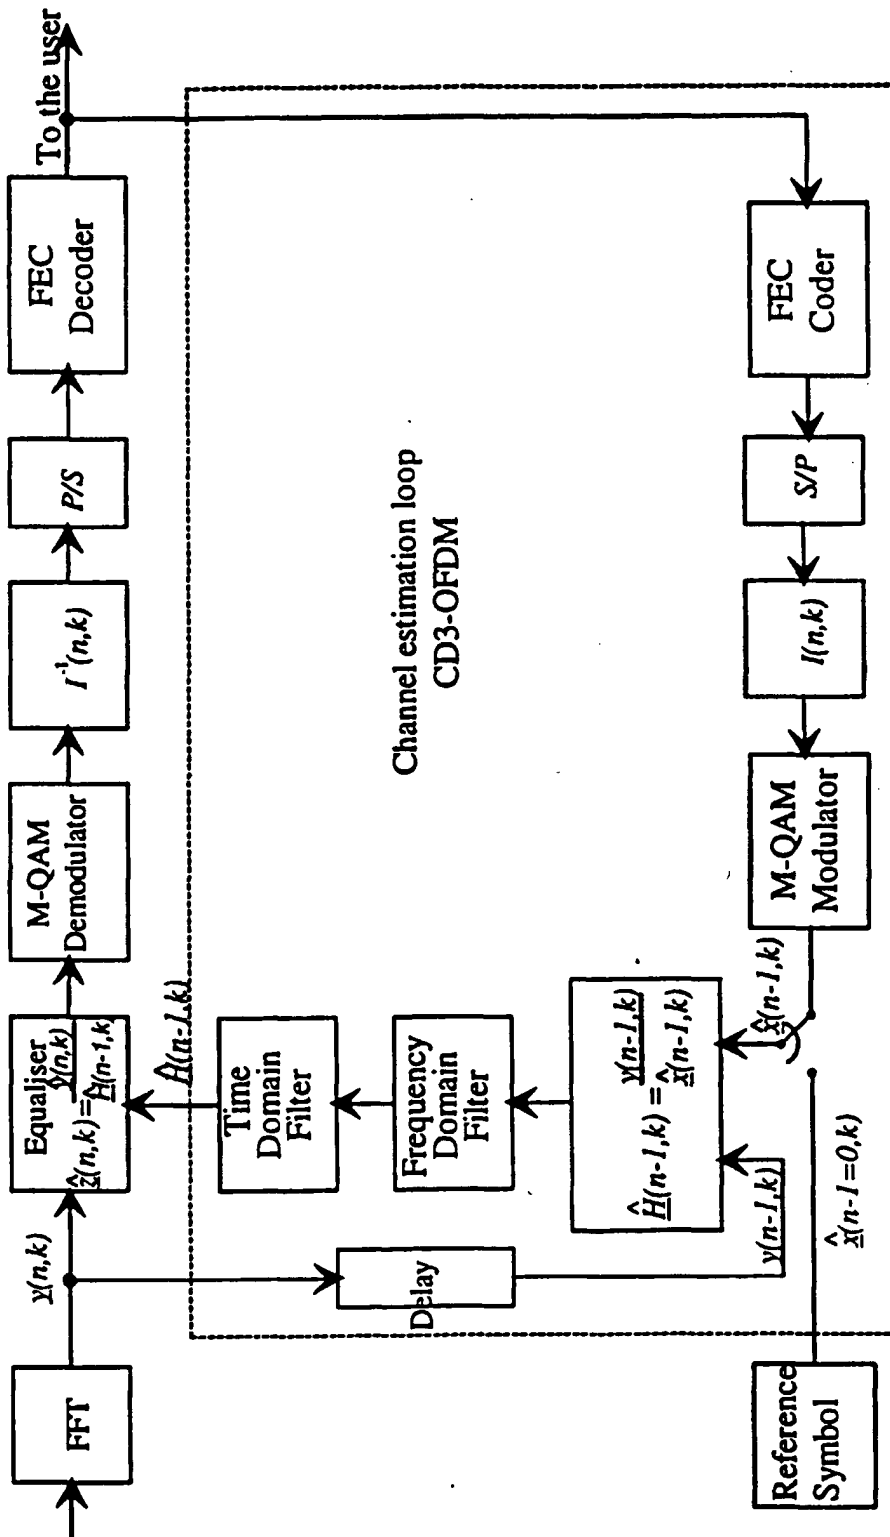 FFT
y(n,k)
Equaliser
ẑ(n,k) = ŷ(n,k) / Ĥ(n-1,k)
M-QAM
Demodulator
I⁻¹(n,k)
P/S
FEC
Decoder
To the user
Ĥ(n-1,k)
Time
Domain
Filter
Delay
Frequency
Domain
Filter
Channel estimation loop
CD3-OFDM
Ĥ(n-1,k) = y(n-1,k) / x̂(n-1,k)
y(n-1,k)
x̂(n-1,k)
Reference
Symbol
x̂(n-1=0,k)
M-QAM
Modulator
I(n,k)
S/P
FEC
Coder